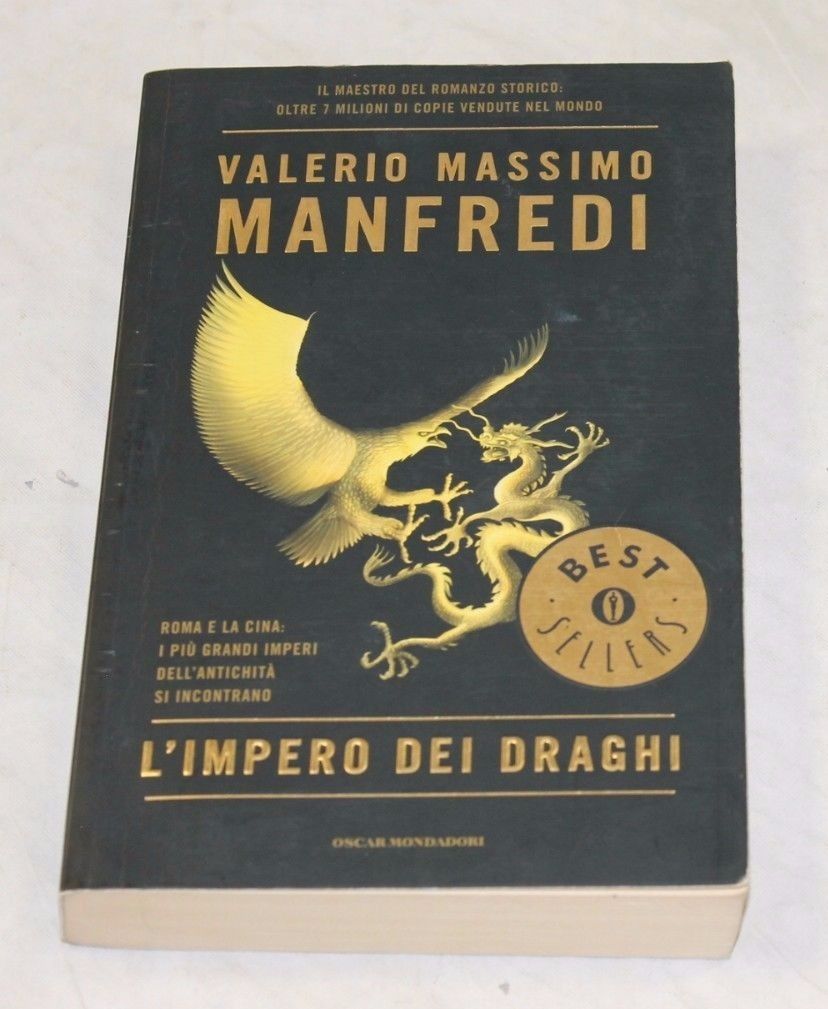 IL MAESTRO DEL ROMANZO STORICO:
OLTRE 7 MILIONI DI COPIE VENDUTE NEL MONDO
VALERIO MASSIMO
MANFREDI
BEST
SELLERS
ROMA E LA CINA:
I PIÙ GRANDI IMPERI
DELL'ANTICHITÀ
SI INCONTRANO
L'IMPERO DEI DRAGHI
OSCAR MONDADORI